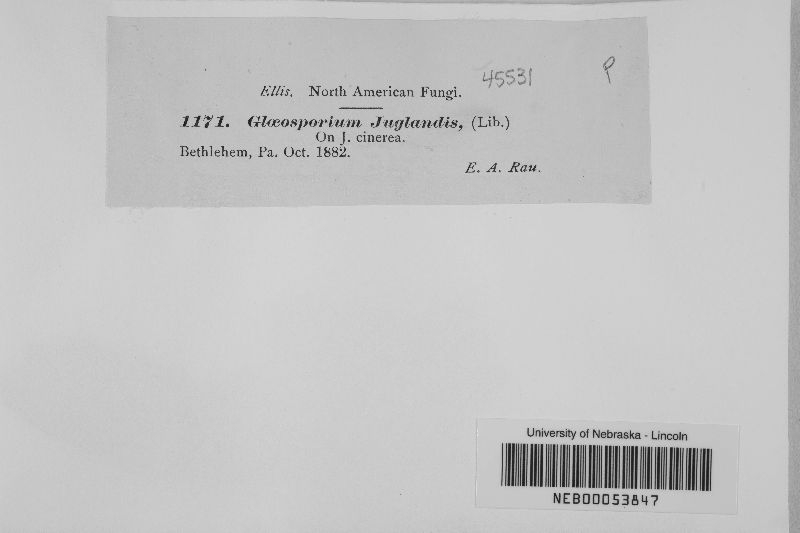 45531 P
Ellis. North American Fungi.
1171. Glœosporium Juglandis, (Lib.)
On J. cinerea.
Bethlehem, Pa. Oct. 1882.
E. A. Rau.
University of Nebraska - Lincoln
NEB00053847